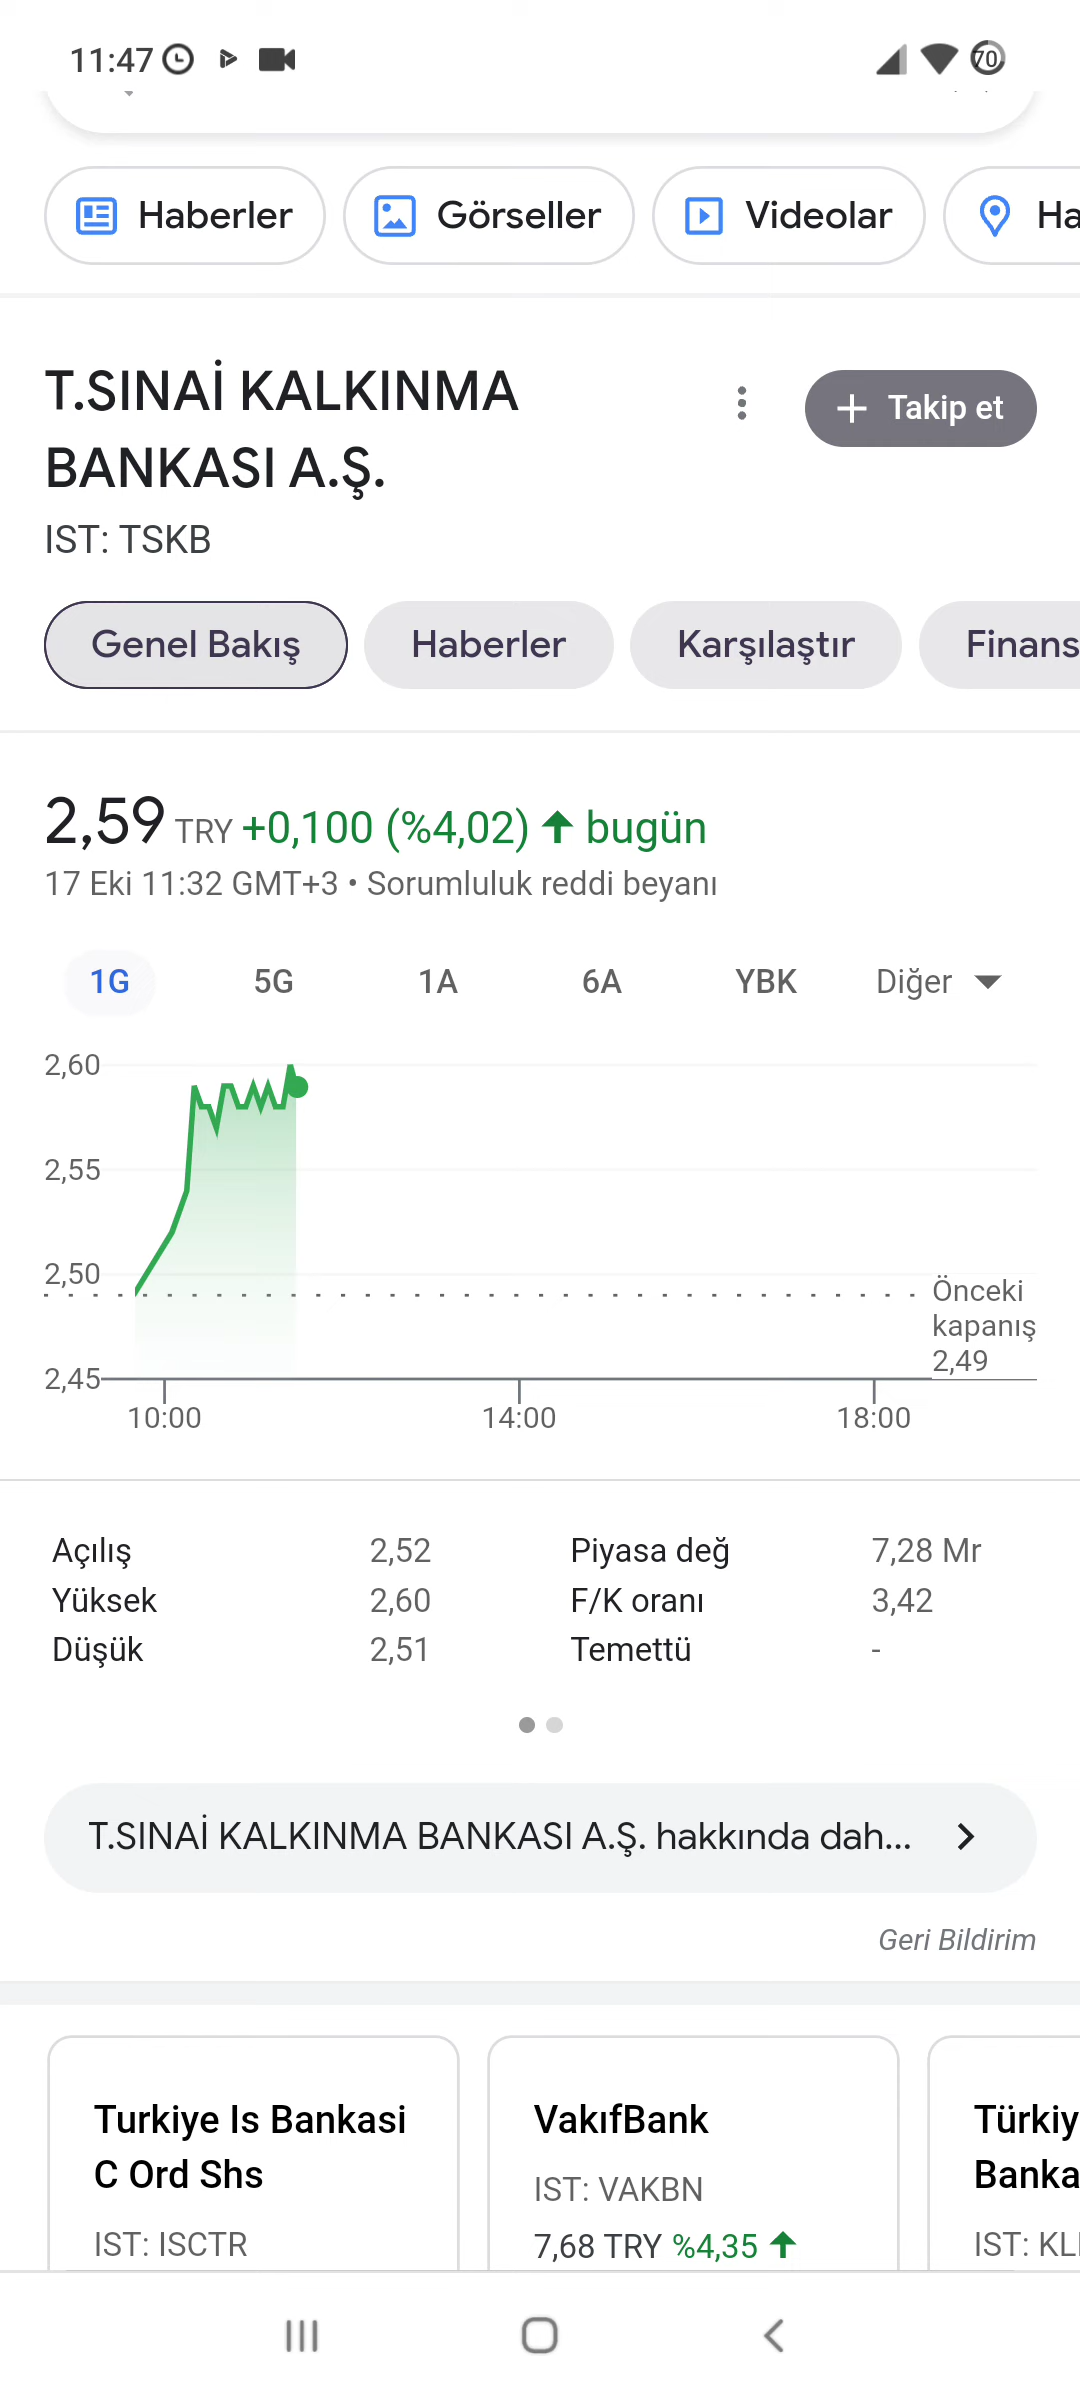 11:47
70
Haberler
Görseller
Videolar
T.SINAİ KALKINMA
BANKASI A.Ş.
Takip et
IST: TSKB
Genel Bakış
Haberler
Karşılaştır
Finans
2,59 TRY +0,100 (%4,02) bugün
17 Eki 11:32 GMT+3 • Sorumluluk reddi beyanı
1G
5G
1A
6A
YBK
Diğer
2,60
2,55
2,50
2,45
Önceki
kapanış
2,49
10:00
14:00
18:00
Açılış 2,52 Piyasa değ 7,28 Mr
Yüksek 2,60 F/K oranı 3,42
Düşük 2,51 Temettü -
T.SINAİ KALKINMA BANKASI A.Ş. hakkında dah...
Geri Bildirim
Turkiye Is Bankasi
C Ord Shs
IST: ISCTR
VakıfBank
IST: VAKBN
7,68 TRY %4,35